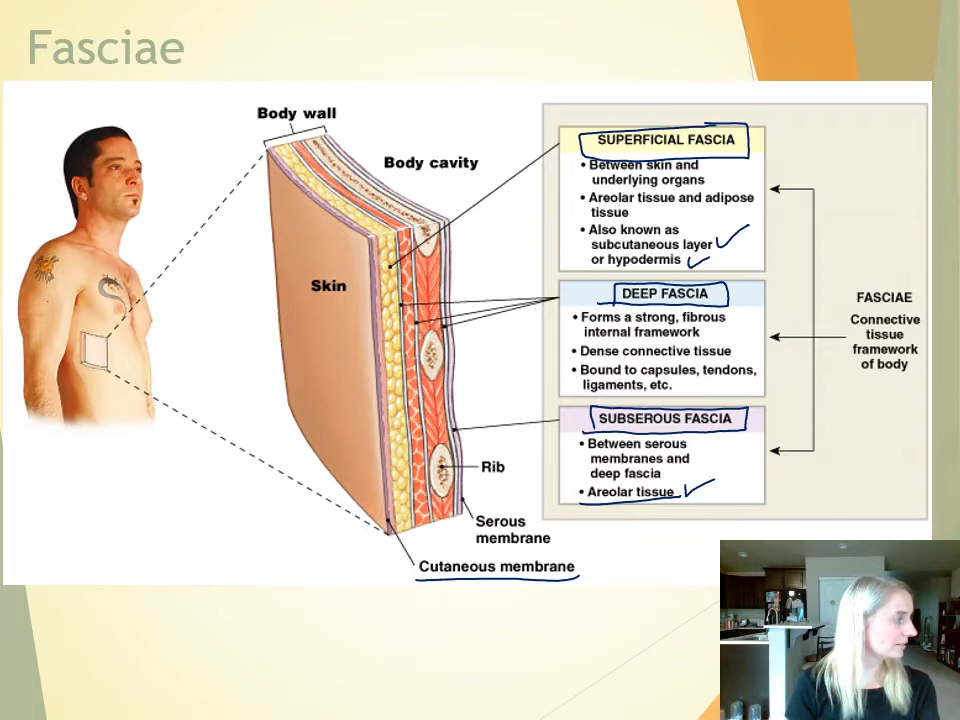 Fasciae
Body wall
Body cavity
Skin
Rib
Serous
membrane
Cutaneous membrane
SUPERFICIAL FASCIA
• Between skin and
underlying organs
• Areolar tissue and adipose
tissue
• Also known as
subcutaneous layer
or hypodermis
DEEP FASCIA
• Forms a strong, fibrous
internal framework
• Dense connective tissue
• Bound to capsules, tendons,
ligaments, etc.
SUBSEROUS FASCIA
• Between serous
membranes and
deep fascia
• Areolar tissue
FASCIAE
Connective
tissue
framework
of body